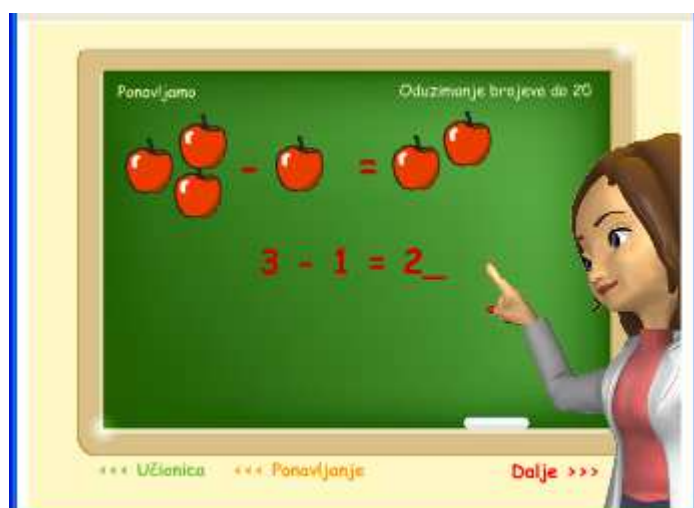 Ponavljamo
Oduzimanje brojeva do 20
- =
3 - 1 = 2_
<<< Učionica
<<< Ponavljanje
Dalje >>>